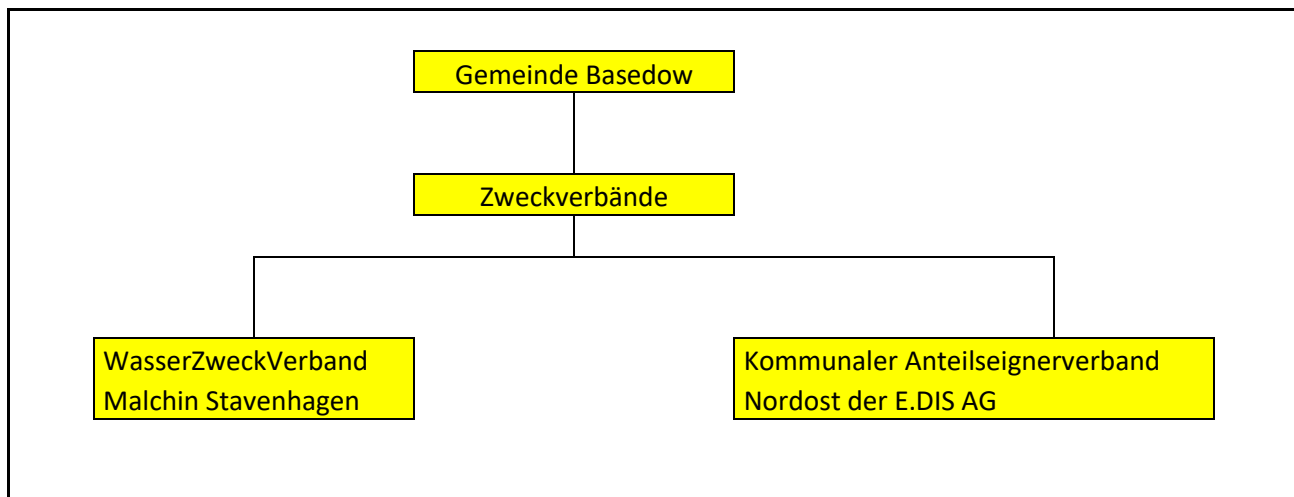 Gemeinde Basedow
Zweckverbände
WasserZweckVerband
Malchin Stavenhagen
Kommunaler Anteilseignerverband
Nordost der E.DIS AG